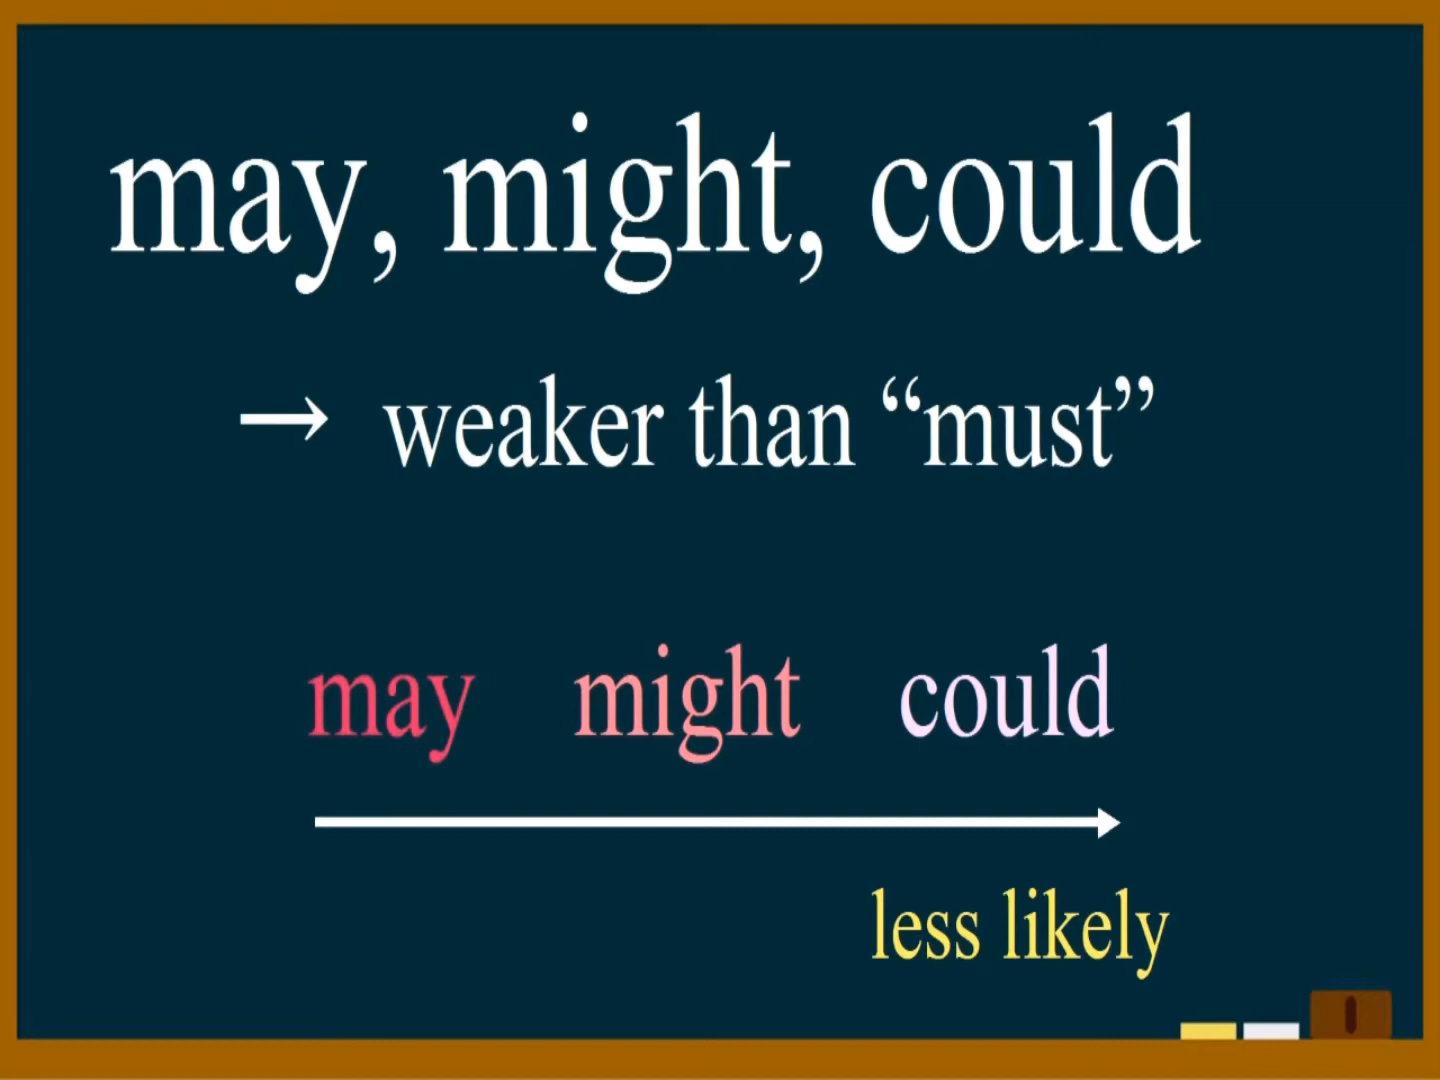 may, might, could
→ weaker than “must”
may might could
less likely